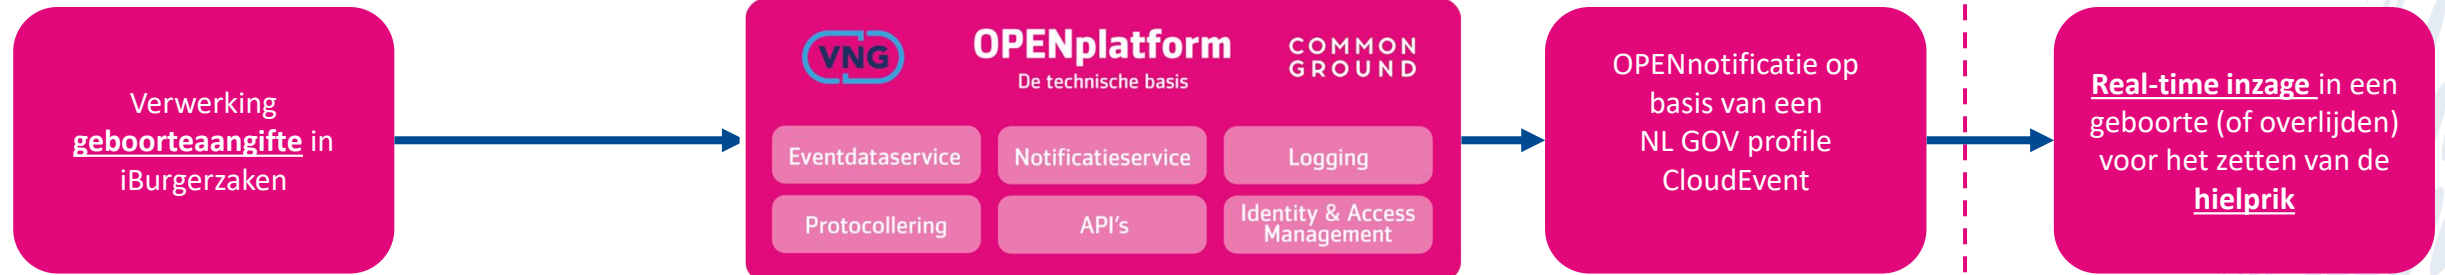 Verwerking
geboorteaangifte in
iBurgerzaken
VNG
OPENplatform
De technische basis
COMMON
GROUND
Eventdataservice
Notificatieservice
Logging
Protocollering
API's
Identity & Access
Management
OPENnotificatie op
basis van een
NL GOV profile
CloudEvent
Real-time inzage in een
geboorte (of overlijden)
voor het zetten van de
hielprik